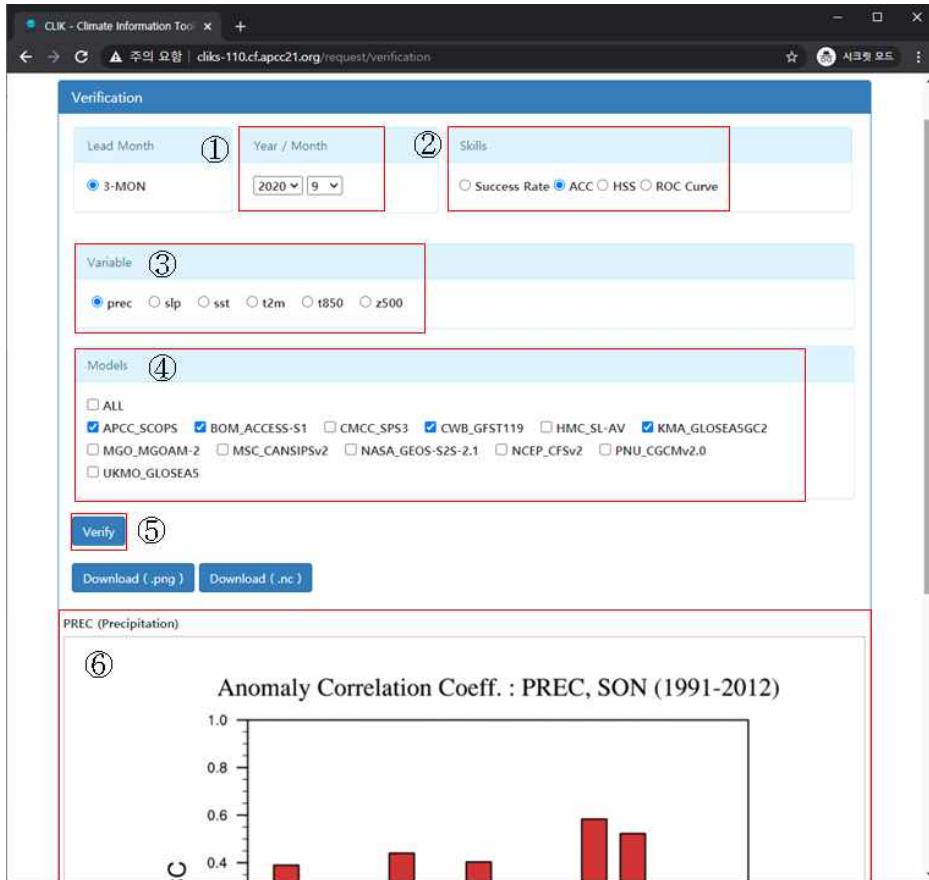 CLIK - Climate Information Too
주의 요함 | cliks-110.cf.apcc21.org/request/verification
시크릿 모드
Verification
Lead Month
① Year / Month
② Skills
3-MON
2020 9
Success Rate ACC HSS ROC Curve
Variable ③
prec slp sst t2m t850 z500
Models ④
ALL
APCC_SCOPS BOM_ACCESS-S1 CMCC_SPS3 CWB_GFST119 HMC_SL-AV KMA_GLOSEA5GC2
MGO_MGOAM-2 MSC_CANSIPSv2 NASA_GEOS-S2S-2.1 NCEP_CFSv2 PNU_CGCMv2.0
UKMO_GLOSEA5
Verify ⑤
Download ( .png ) Download ( .nc )
PREC (Precipitation)
⑥
Anomaly Correlation Coeff. : PREC, SON (1991-2012)
1.0
0.8
0.6
0.4